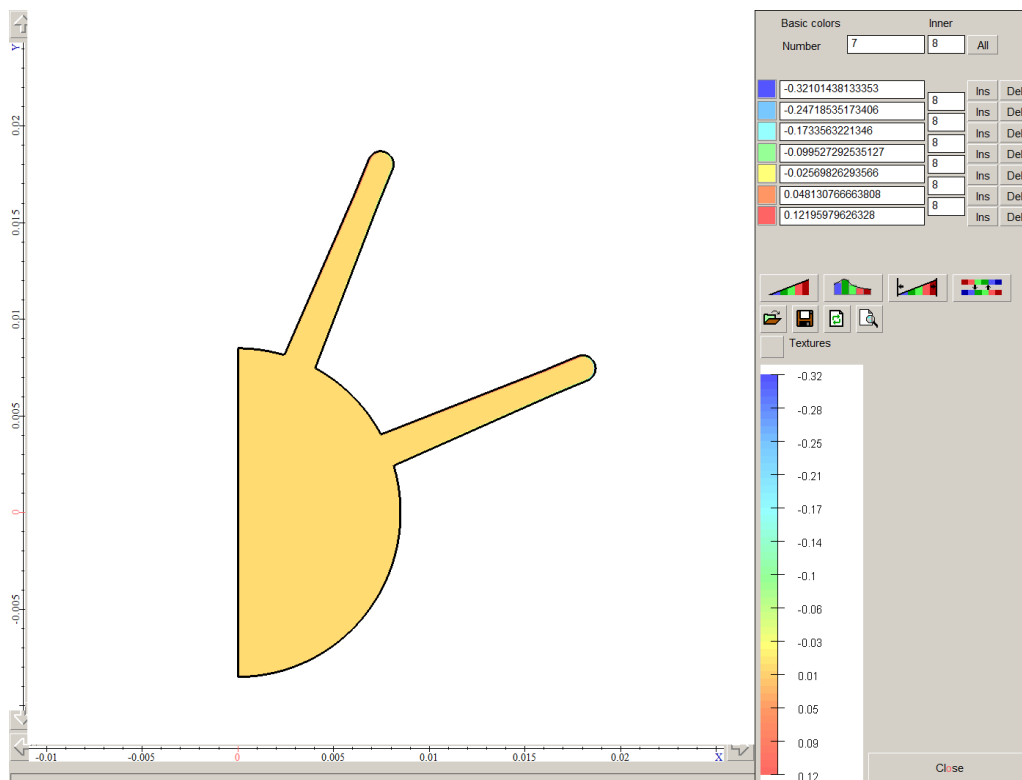 Basic colors Inner
Number 7 8 All
-0.32101438133353 Ins Del
8
-0.24718535173406 Ins Del
8
-0.1733563221346 Ins Del
8
-0.099527292535127 Ins Del
8
-0.02569826293566 Ins Del
8
0.048130766663808 Ins Del
8
0.12195979626328 Ins Del
Textures
-0.32
-0.28
-0.25
-0.21
-0.17
-0.14
-0.1
-0.06
-0.03
0.01
0.05
0.09
0.12
Y
0.02
0.015
0.01
0.005
0
-0.005
-0.01 -0.005 0 0.005 0.01 0.015 0.02 X
Close